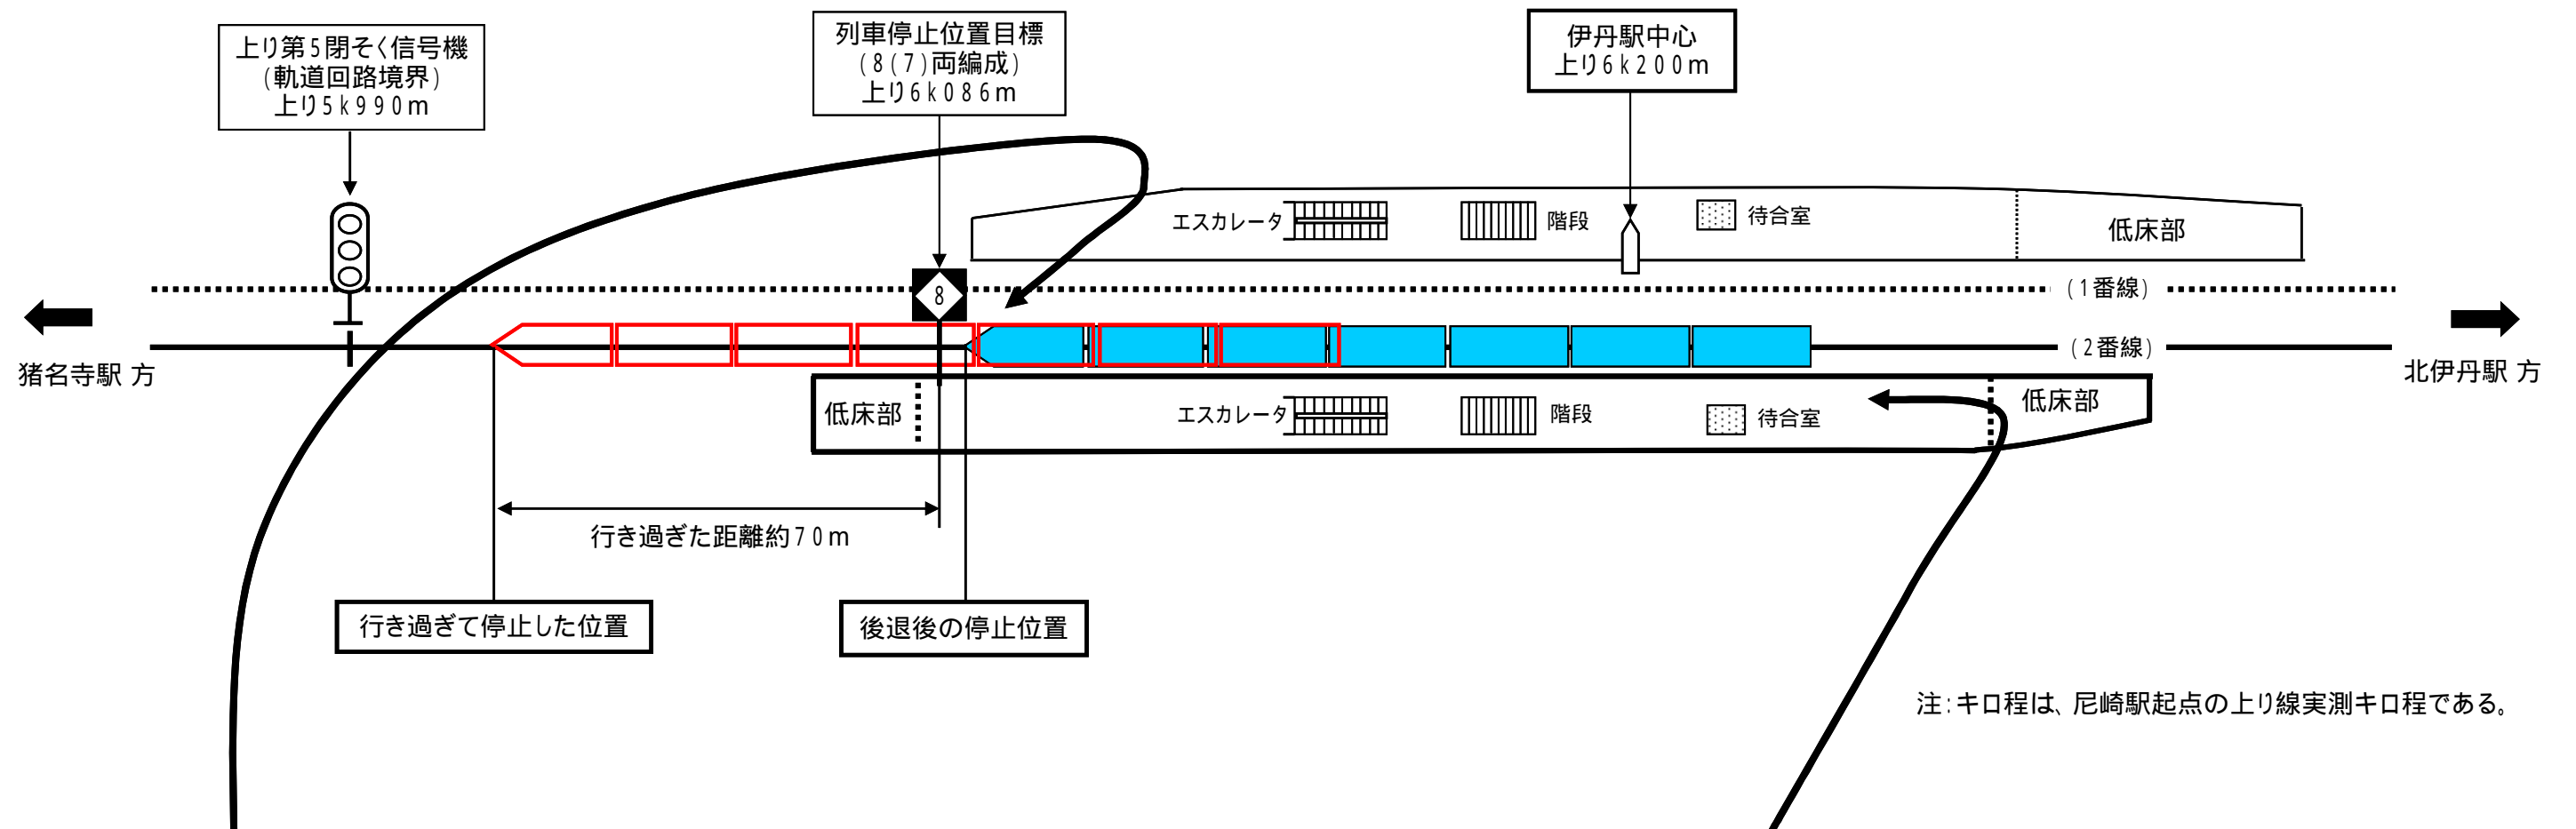 上り第5閉そく信号機
(軌道回路境界)
上り5k990m
列車停止位置目標
(8(7)両編成)
上り6k086m
伊丹駅中心
上り6k200m
エスカレータ
階段
待合室
低床部
8
(1番線)
猪名寺駅 方
(2番線)
北伊丹駅 方
低床部
エスカレータ
階段
待合室
低床部
行き過ぎた距離約70m
行き過ぎて停止した位置
後退後の停止位置
注:キロ程は、尼崎駅起点の上り線実測キロ程である。